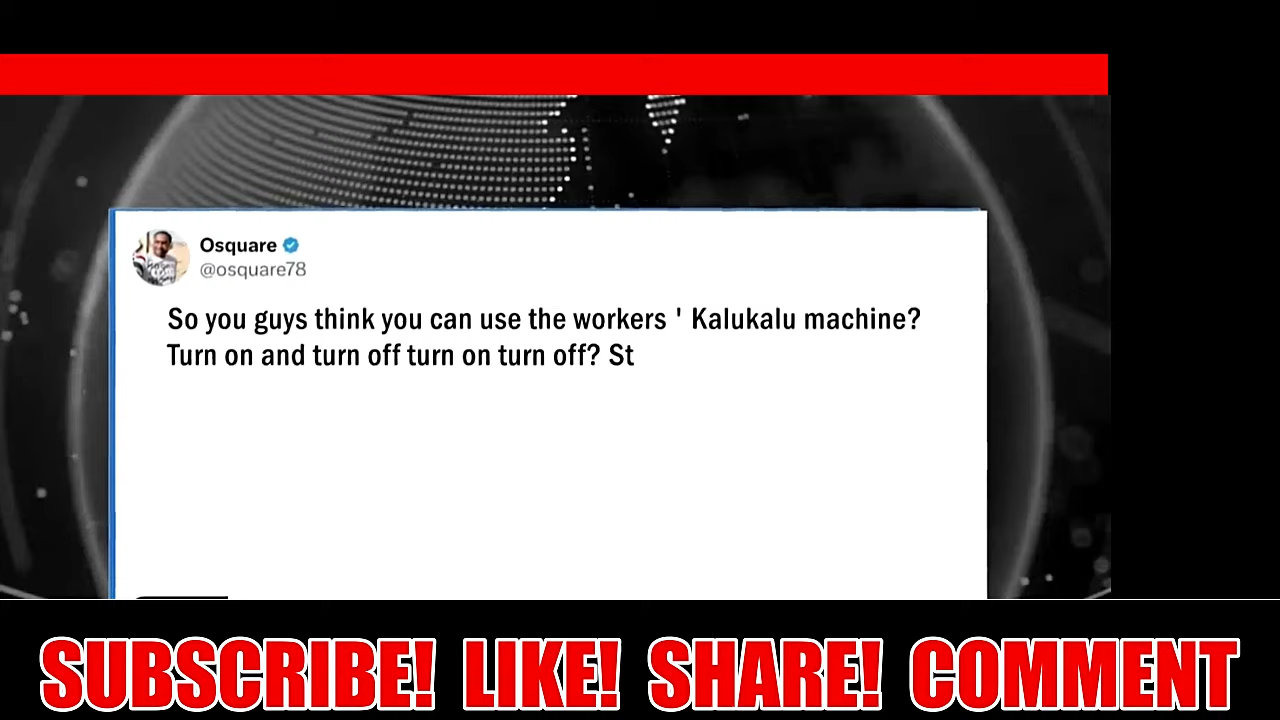 Osquare
@osquare78
So you guys think you can use the workers ' Kalukalu machine?
Turn on and turn off turn on turn off? St
SUBSCRIBE! LIKE! SHARE! COMMENT